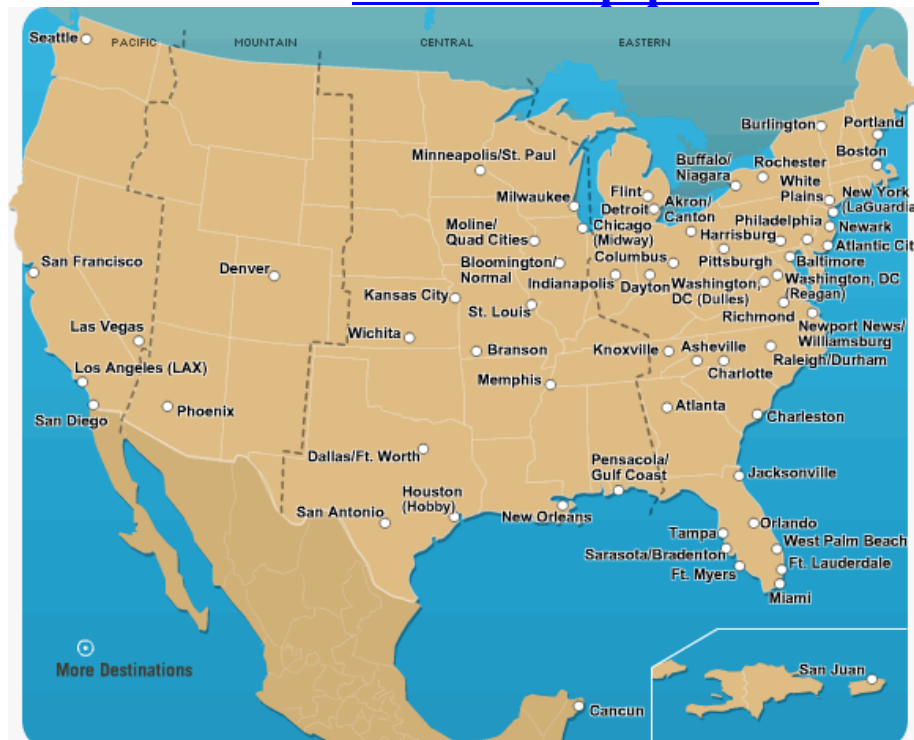 Seattle
PACIFIC
MOUNTAIN
CENTRAL
EASTERN
Burlington
Portland
Minneapolis/St. Paul
Buffalo/
Niagara
Rochester
Boston
Milwaukee
Flint
Detroit
Akron/
Canton
White
Plains
New York
(LaGuardia
Moline/
Quad Cities
Chicago
(Midway)
Philadelphia
Harrisburg
Newark
Atlantic Cit
San Francisco
Denver
Bloomington/
Normal
Columbus
Pittsburgh
Baltimore
Indianapolis
Dayton
Washington,
DC (Dulles)
Washington, DC
(Reagan)
Kansas City
St. Louis
Richmond
Las Vegas
Wichita
Branson
Knoxville
Asheville
Newport News/
Williamsburg
Los Angeles (LAX)
Memphis
Charlotte
Raleigh/Durham
San Diego
Phoenix
Atlanta
Charleston
Dallas/Ft. Worth
Pensacola/
Gulf Coast
Jacksonville
San Antonio
Houston
(Hobby)
New Orleans
Orlando
Tampa
West Palm Beach
Sarasota/Bradenton
Ft. Lauderdale
Ft. Myers
Miami
More Destinations
San Juan
Cancun